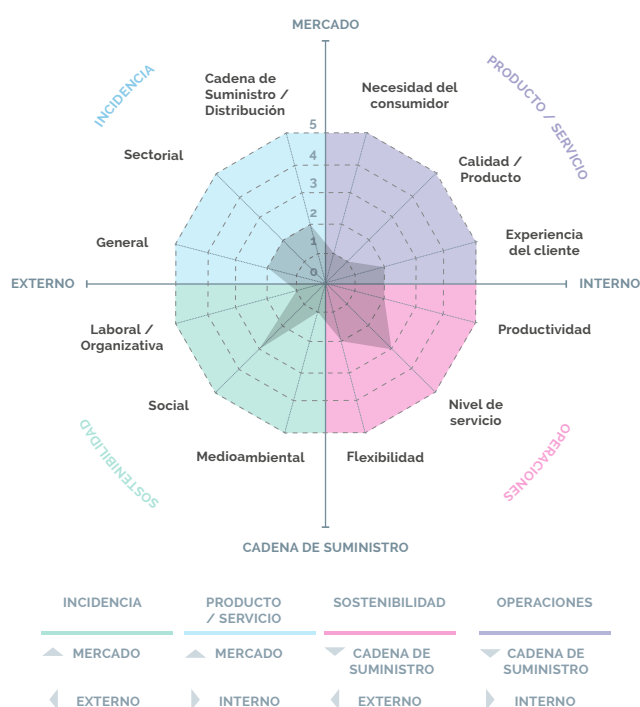 MERCADO
INCIDENCIA
PRODUCTO / SERVICIO
Cadena de
Suministro /
Distribución
Necesidad del
consumidor
Sectorial
Calidad /
Producto
General
Experiencia
del cliente
5
4
3
2
1
0
EXTERNO
INTERNO
Laboral /
Organizativa
Productividad
Social
Nivel de
servicio
Medioambiental
Flexibilidad
SOSTENIBILIDAD
OPERACIONES
CADENA DE SUMINISTRO
INCIDENCIA
MERCADO
EXTERNO
PRODUCTO
/ SERVICIO
MERCADO
INTERNO
SOSTENIBILIDAD
CADENA DE
SUMINISTRO
EXTERNO
OPERACIONES
CADENA DE
SUMINISTRO
INTERNO